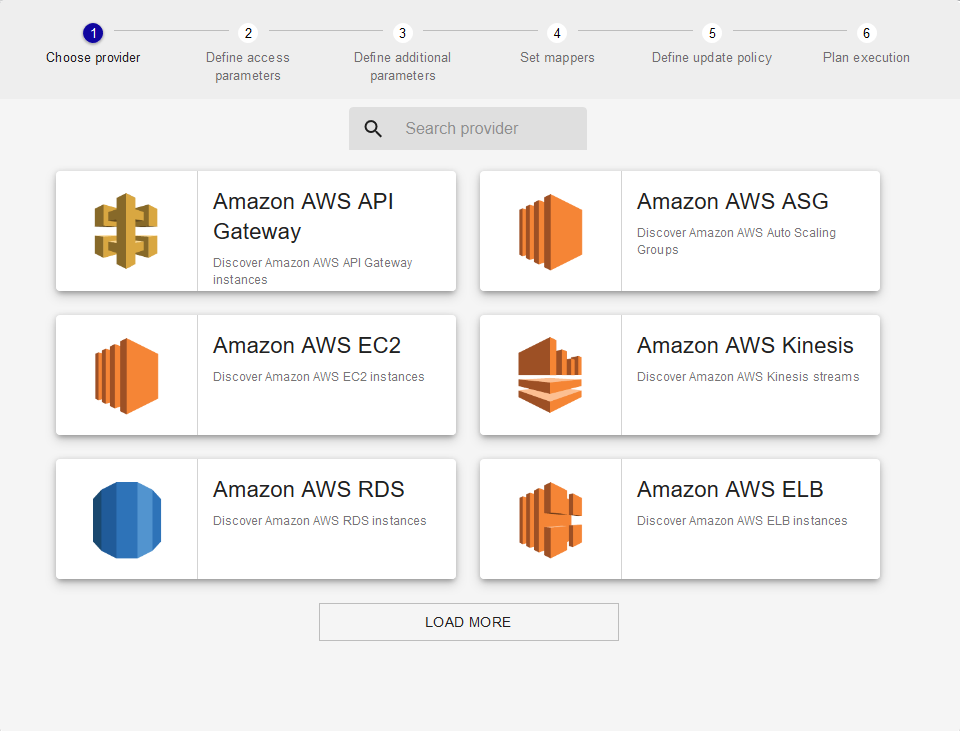 1
2
3
4
5
6
Choose provider
Define access
parameters
Define additional
parameters
Set mappers
Define update policy
Plan execution
Search provider
Amazon AWS API
Gateway
Discover Amazon AWS API Gateway
instances
Amazon AWS ASG
Discover Amazon AWS Auto Scaling
Groups
Amazon AWS EC2
Discover Amazon AWS EC2 instances
Amazon AWS Kinesis
Discover Amazon AWS Kinesis streams
Amazon AWS RDS
Discover Amazon AWS RDS instances
Amazon AWS ELB
Discover Amazon AWS ELB instances
LOAD MORE